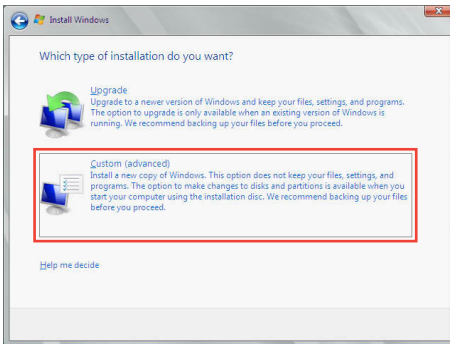 Install Windows
Which type of installation do you want?
Upgrade
Upgrade to a newer version of Windows and keep your files, settings, and programs.
The option to upgrade is only available when an existing version of Windows is
running. We recommend backing up your files before you proceed.
Custom (advanced)
Install a new copy of Windows. This option does not keep your files, settings, and
programs. The option to make changes to disks and partitions is available when you
start your computer using the installation disc. We recommend backing up your files
before you proceed.
Help me decide